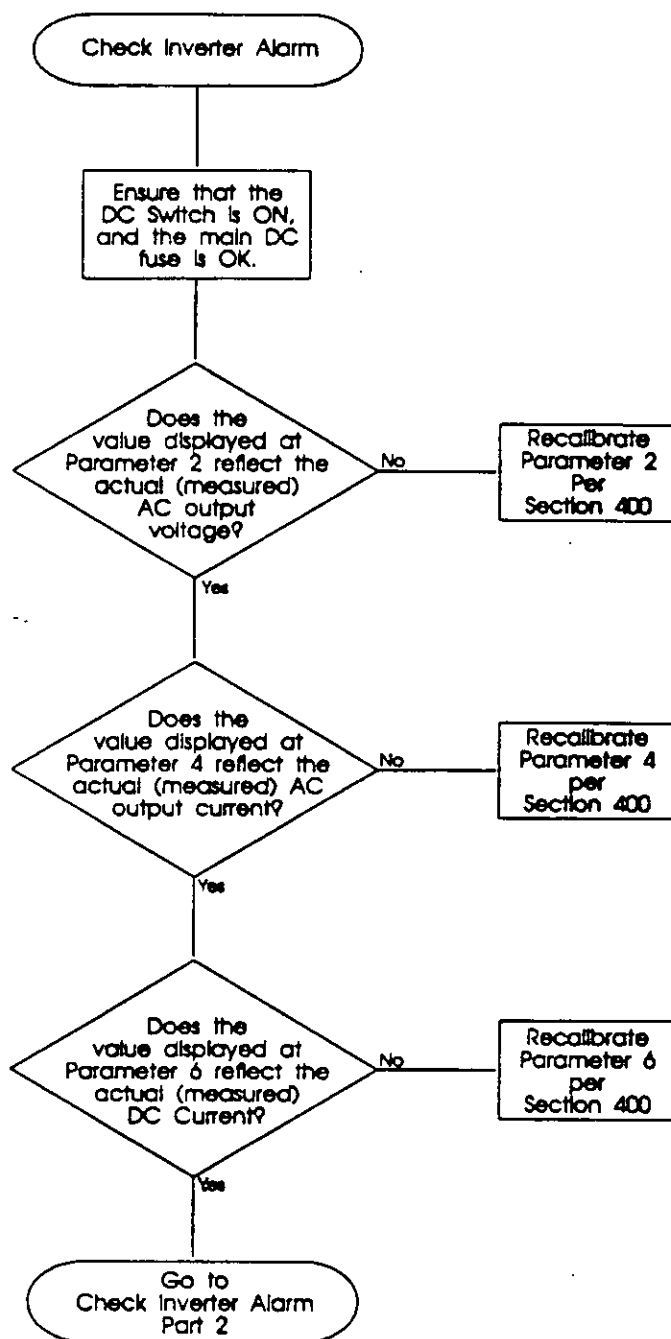 Check Inverter Alarm
Ensure that the
DC Switch is ON,
and the main DC
fuse is OK.
Does the
value displayed at
Parameter 2 reflect the
actual (measured)
AC output
voltage?
No
Recalibrate
Parameter 2
Per
Section 400
Yes
Does the
value displayed at
Parameter 4 reflect the
actual (measured) AC
output current?
No
Recalibrate
Parameter 4
per
Section 400
Yes
Does the
value displayed at
Parameter 6 reflect the
actual (measured)
DC Current?
No
Recalibrate
Parameter 6
per
Section 400
Yes
Go to
Check Inverter Alarm
Part 2